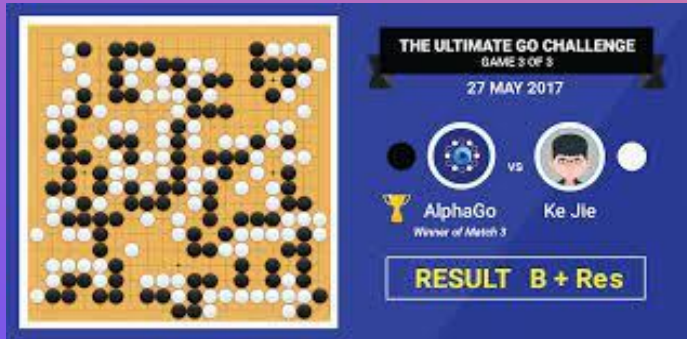 THE ULTIMATE GO CHALLENGE
GAME 3 OF 3
27 MAY 2017
vs
AlphaGo
Ke Jie
Winner of Match 3
RESULT B + Res